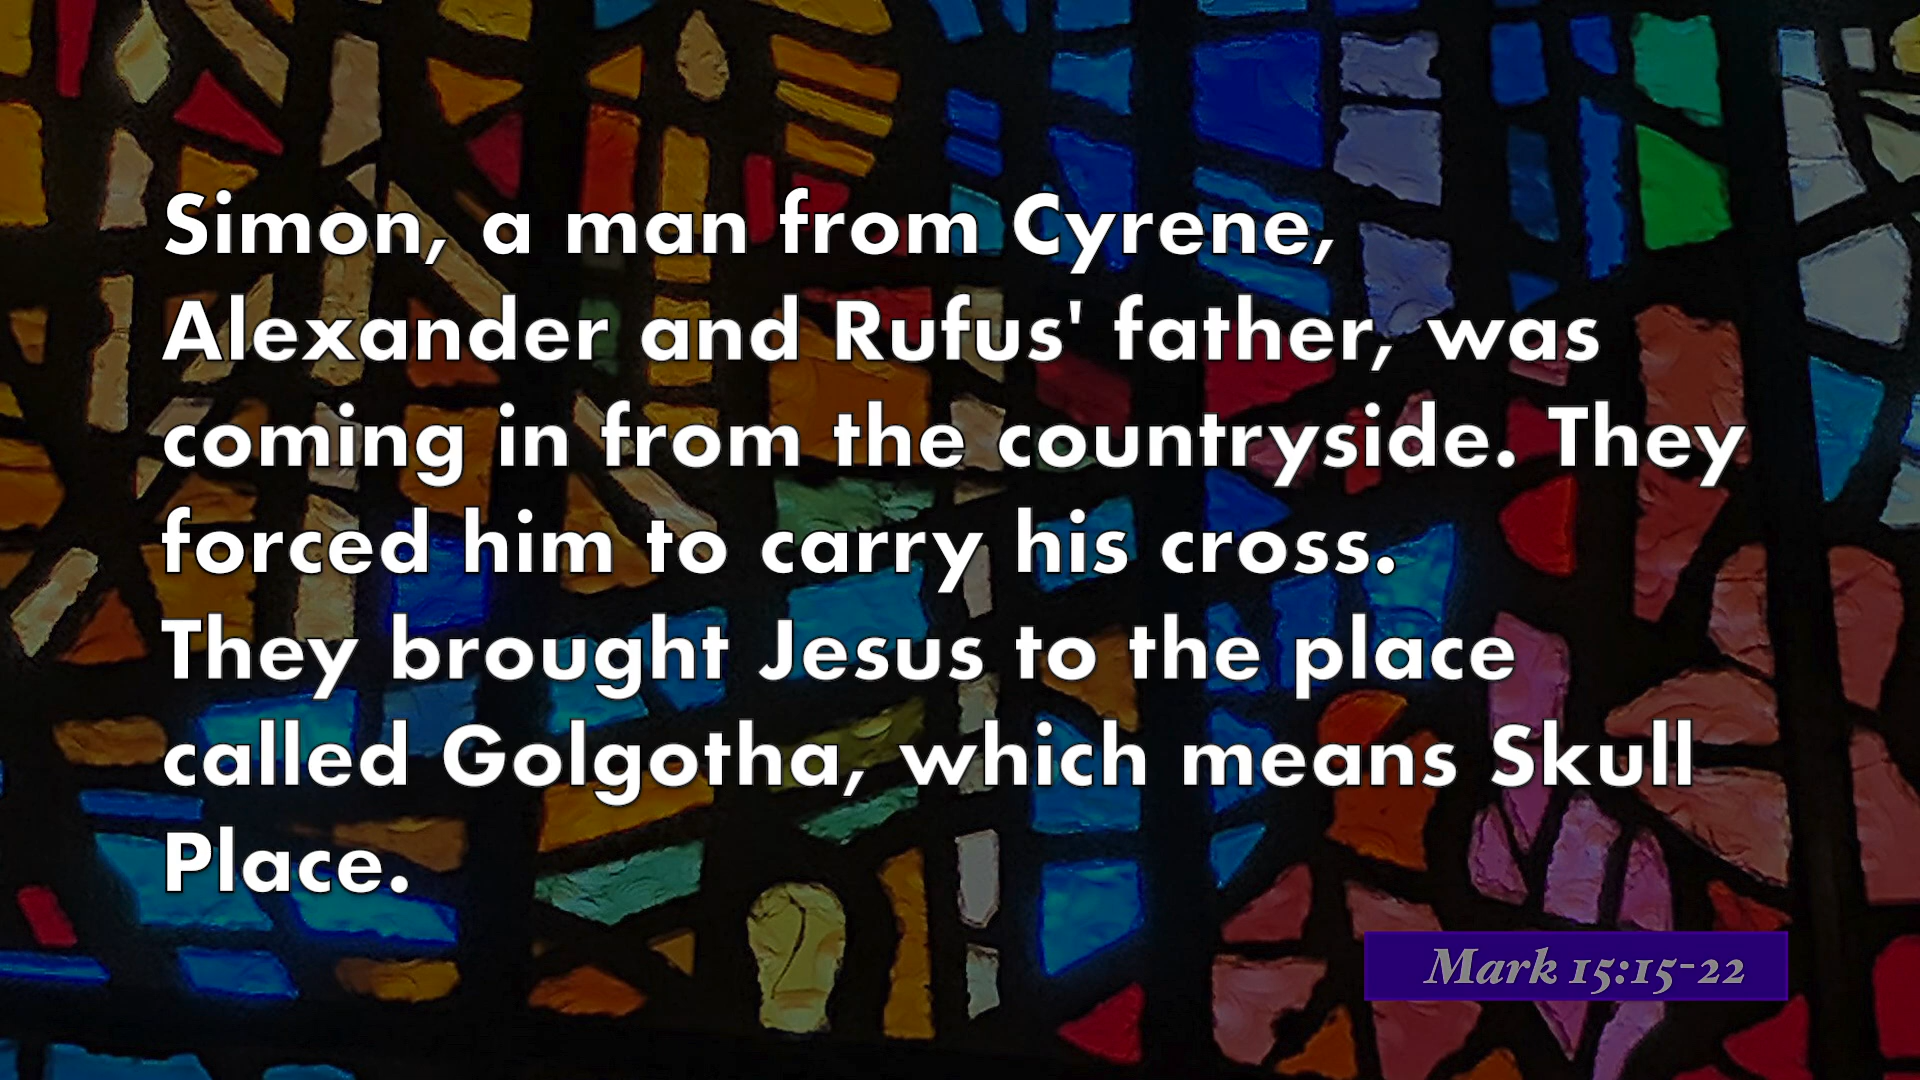 Simon, a man from Cyrene,
Alexander and Rufus' father, was
coming in from the countryside. They
forced him to carry his cross.
They brought Jesus to the place
called Golgotha, which means Skull
Place.
Mark 15:15-22